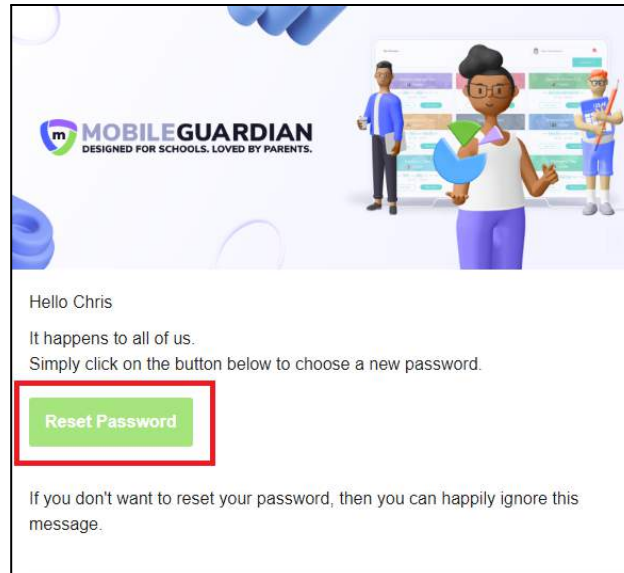 MOBILEGUARDIAN
DESIGNED FOR SCHOOLS. LOVED BY PARENTS.
Hello Chris
It happens to all of us.
Simply click on the button below to choose a new password.
Reset Password
If you don't want to reset your password, then you can happily ignore this
message.